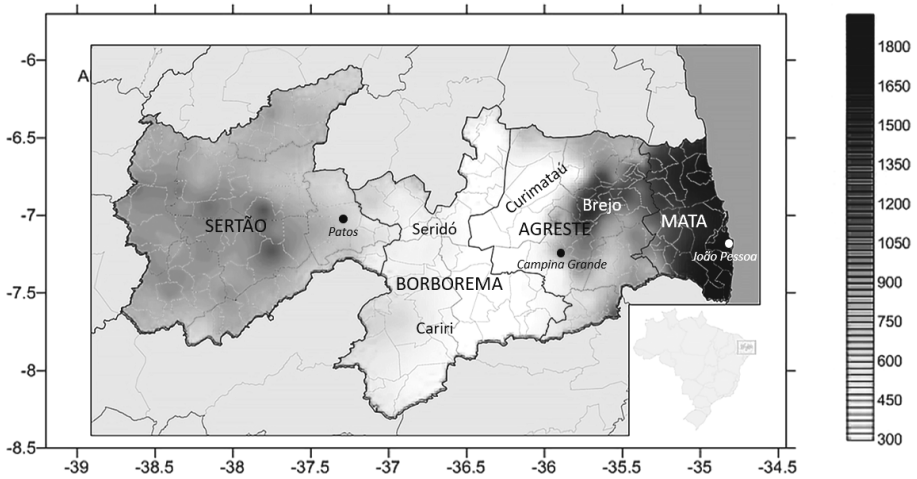 A
-6
-6.5
-7
-7.5
-8
-8.5
-39
-38.5
-38
-37.5
-37
-36.5
-36
-35.5
-35
-34.5
SERTÃO
Patos
Seridó
BORBOREMA
Cariri
Curimataú
AGRESTE
Brejo
Campina Grande
MATA
João Pessoa
1800
1650
1500
1350
1200
1050
900
750
600
450
300